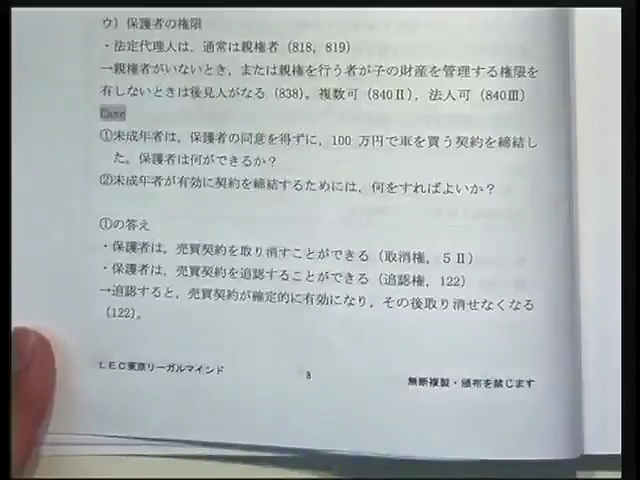 ウ）保護者の権限
・法定代理人は，通常は親権者（818，819）
→親権者がいないとき，または親権を行う者が子の財産を管理する権限を
有しないときは後見人がなる（838）。複数可（840Ⅱ），法人可（840Ⅲ）
Case
①未成年者は，保護者の同意を得ずに，100 万円で車を買う契約を締結し
た。保護者は何ができるか？
②未成年者が有効に契約を締結するためには，何をすればよいか？
①の答え
・保護者は，売買契約を取り消すことができる（取消権，５Ⅱ）
・保護者は，売買契約を追認することができる（追認権，122）
→追認すると，売買契約が確定的に有効になり，その後取り消せなくなる
（122）。
ＬＥＣ東京リーガルマインド
8
無断複製・頒布を禁じます